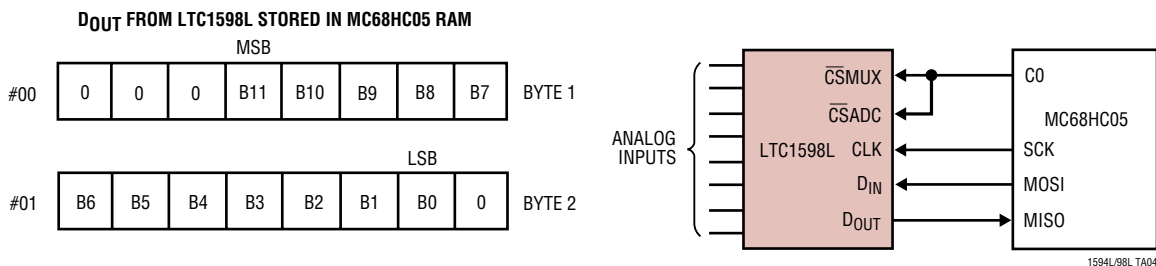 DOUT FROM LTC1598L STORED IN MC68HC05 RAM
MSB
#00 0 0 0 B11 B10 B9 B8 B7 BYTE 1
LSB
#01 B6 B5 B4 B3 B2 B1 B0 0 BYTE 2
ANALOG
INPUTS
LTC1598L
CSMUX
CSADC
CLK
DIN
DOUT
C0
MC68HC05
SCK
MOSI
MISO
1594L/98L TA04